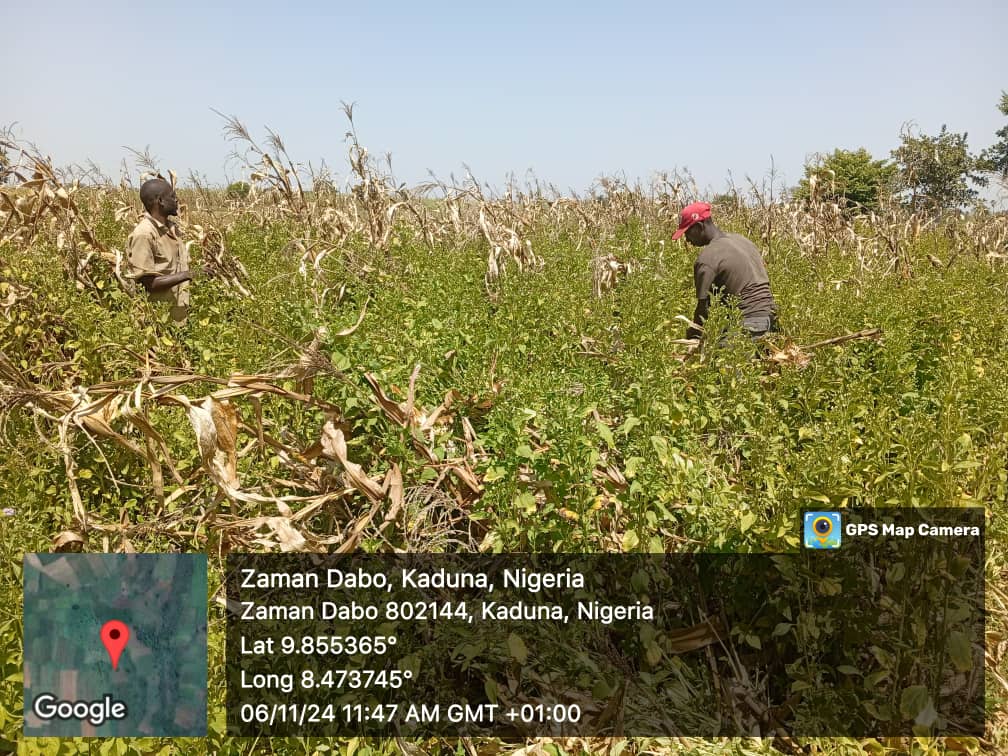 GPS Map Camera
Zaman Dabo, Kaduna, Nigeria
Zaman Dabo 802144, Kaduna, Nigeria
Lat 9.855365°
Long 8.473745°
06/11/24 11:47 AM GMT +01:00
Google